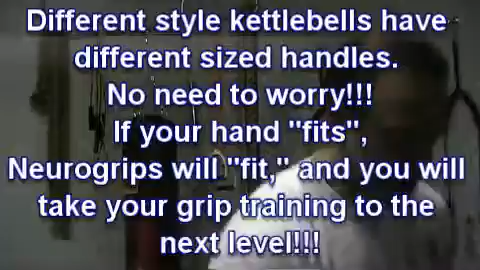 Different style kettlebells have
different sized handles.
No need to worry!!!
If your hand "fits",
Neurogrips will "fit," and you will
take your grip training to the
next level!!!